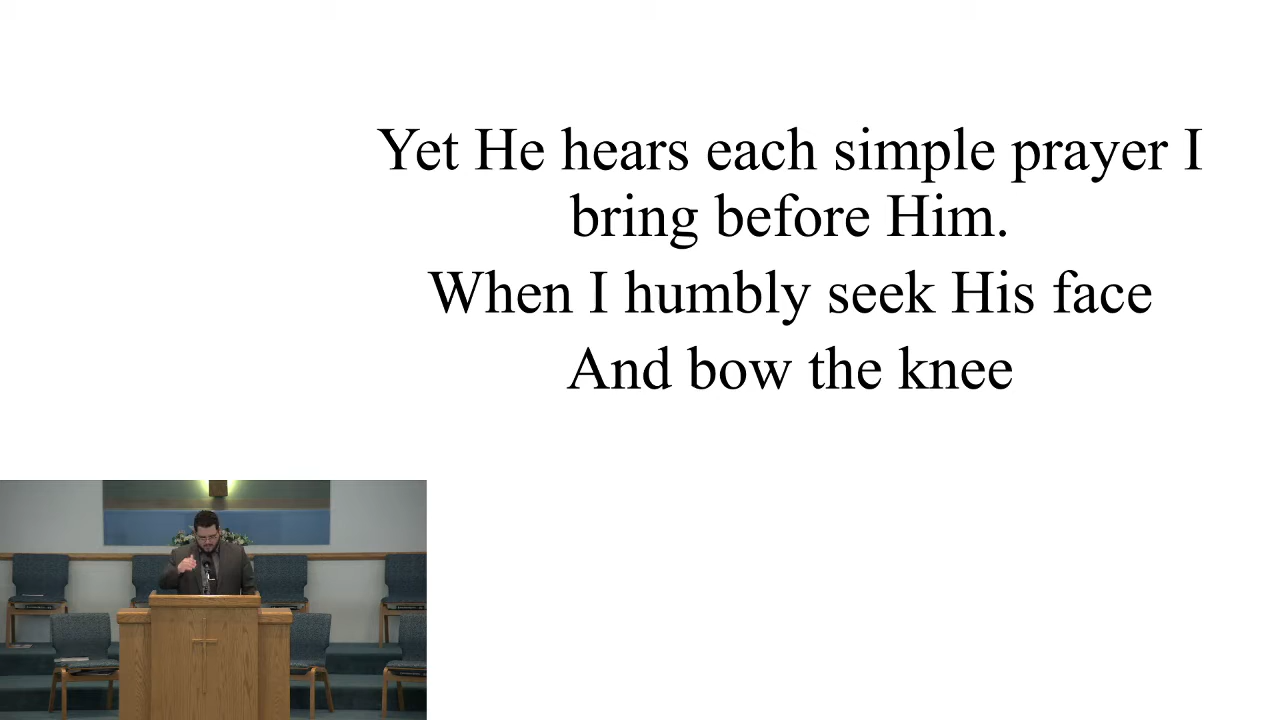 Yet He hears each simple prayer I
bring before Him.
When I humbly seek His face
And bow the knee